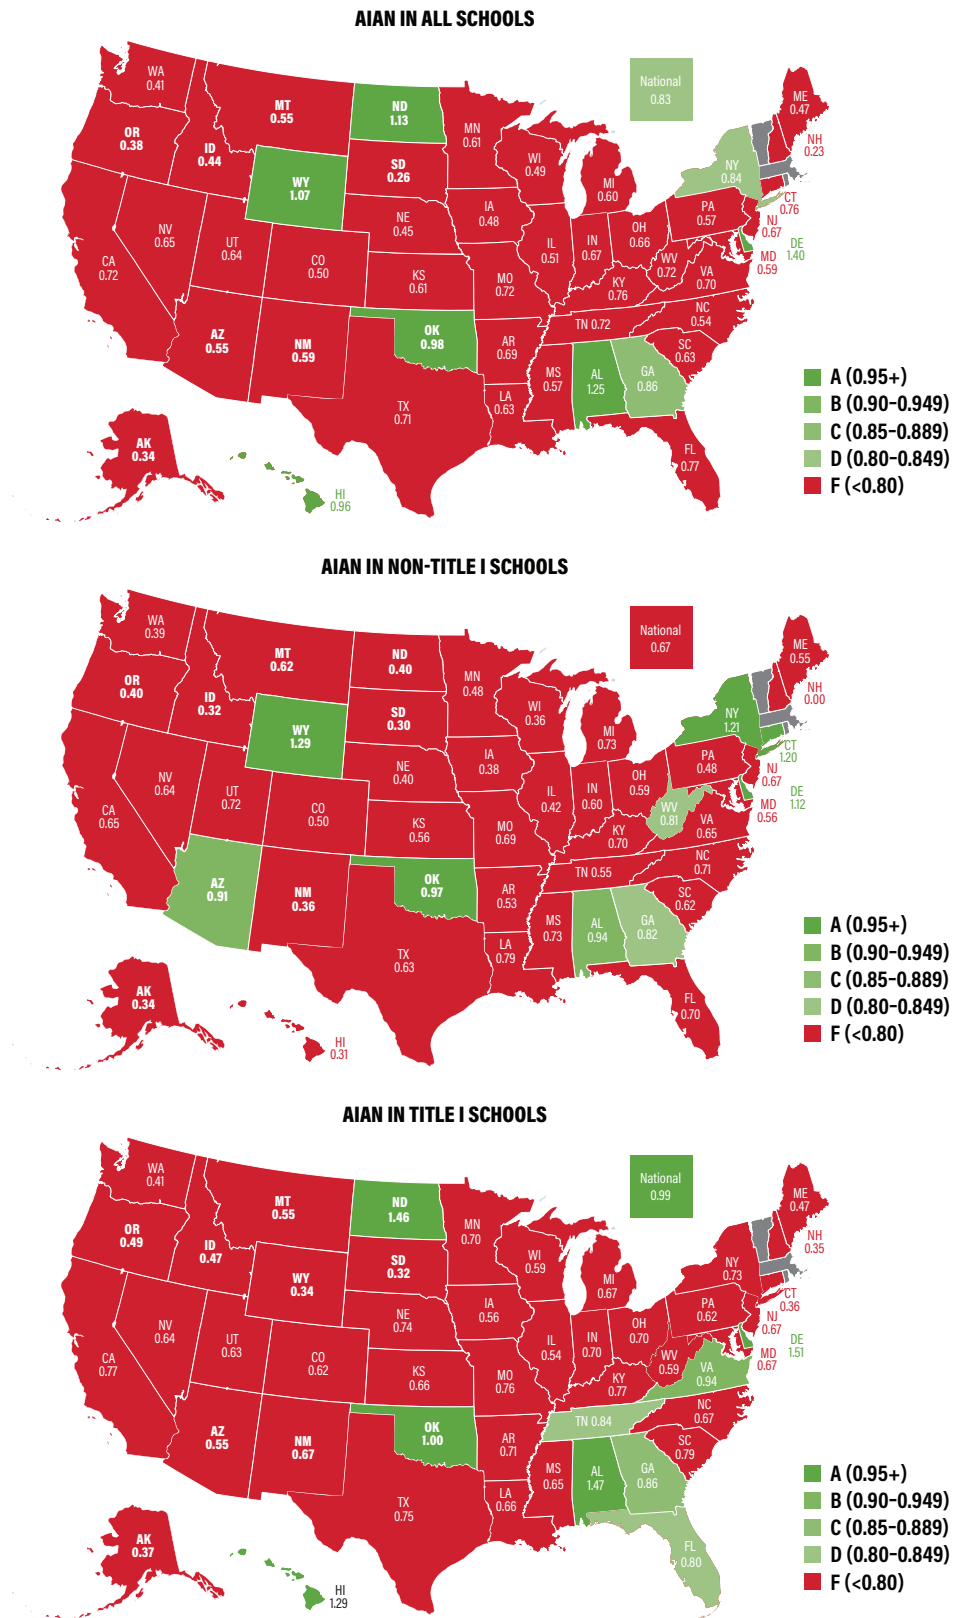 AIAN IN ALL SCHOOLS
WA
0.41
OR
0.38
ID
0.44
MT
0.55
ND
1.13
SD
0.26
WY
1.07
NE
0.45
NV
0.65
UT
0.64
CO
0.50
KS
0.61
CA
0.72
AZ
0.55
NM
0.59
OK
0.98
TX
0.71
MN
0.61
IA
0.48
MO
0.72
AR
0.69
LA
0.63
WI
0.49
IL
0.51
MI
0.60
IN
0.67
OH
0.66
KY
0.76
TN 0.72
MS
0.57
AL
1.25
GA
0.86
FL
0.77
SC
0.63
NC
0.54
VA
0.70
WV
0.72
PA
0.57
NY
0.84
ME
0.47
NH
0.23
CT
0.76
NJ
0.67
DE
1.40
MD
0.59
AK
0.34
HI
0.96
National
0.83
A (0.95+)
B (0.90-0.949)
C (0.85-0.889)
D (0.80-0.849)
F (<0.80)
AIAN IN NON-TITLE I SCHOOLS
WA
0.39
OR
0.40
ID
0.32
MT
0.62
ND
0.40
SD
0.30
WY
1.29
NE
0.40
NV
0.64
UT
0.72
CO
0.50
KS
0.56
CA
0.65
AZ
0.91
NM
0.36
OK
0.97
TX
0.63
MN
0.48
IA
0.38
MO
0.69
AR
0.53
LA
0.79
WI
0.36
IL
0.42
MI
0.73
IN
0.60
OH
0.59
KY
0.70
TN 0.55
MS
0.73
AL
0.94
GA
0.82
FL
0.70
SC
0.62
NC
0.71
VA
0.65
WV
0.81
PA
0.48
NY
1.21
ME
0.55
NH
0.00
CT
1.20
NJ
0.67
DE
1.12
MD
0.56
AK
0.34
HI
0.31
National
0.67
A (0.95+)
B (0.90-0.949)
C (0.85-0.889)
D (0.80-0.849)
F (<0.80)
AIAN IN TITLE I SCHOOLS
WA
0.41
OR
0.49
ID
0.47
MT
0.55
ND
1.46
SD
0.32
WY
0.34
NE
0.74
NV
0.64
UT
0.63
CO
0.62
KS
0.66
CA
0.77
AZ
0.55
NM
0.67
OK
1.00
TX
0.75
MN
0.70
IA
0.56
MO
0.76
AR
0.71
LA
0.66
WI
0.59
IL
0.54
MI
0.67
IN
0.70
OH
0.70
KY
0.77
TN 0.84
MS
0.65
AL
1.47
GA
0.86
FL
0.80
SC
0.79
NC
0.67
VA
0.94
WV
0.59
PA
0.62
NY
0.73
ME
0.47
NH
0.35
CT
0.36
NJ
0.67
DE
1.51
MD
0.67
AK
0.37
HI
1.29
National
0.99
A (0.95+)
B (0.90-0.949)
C (0.85-0.889)
D (0.80-0.849)
F (<0.80)